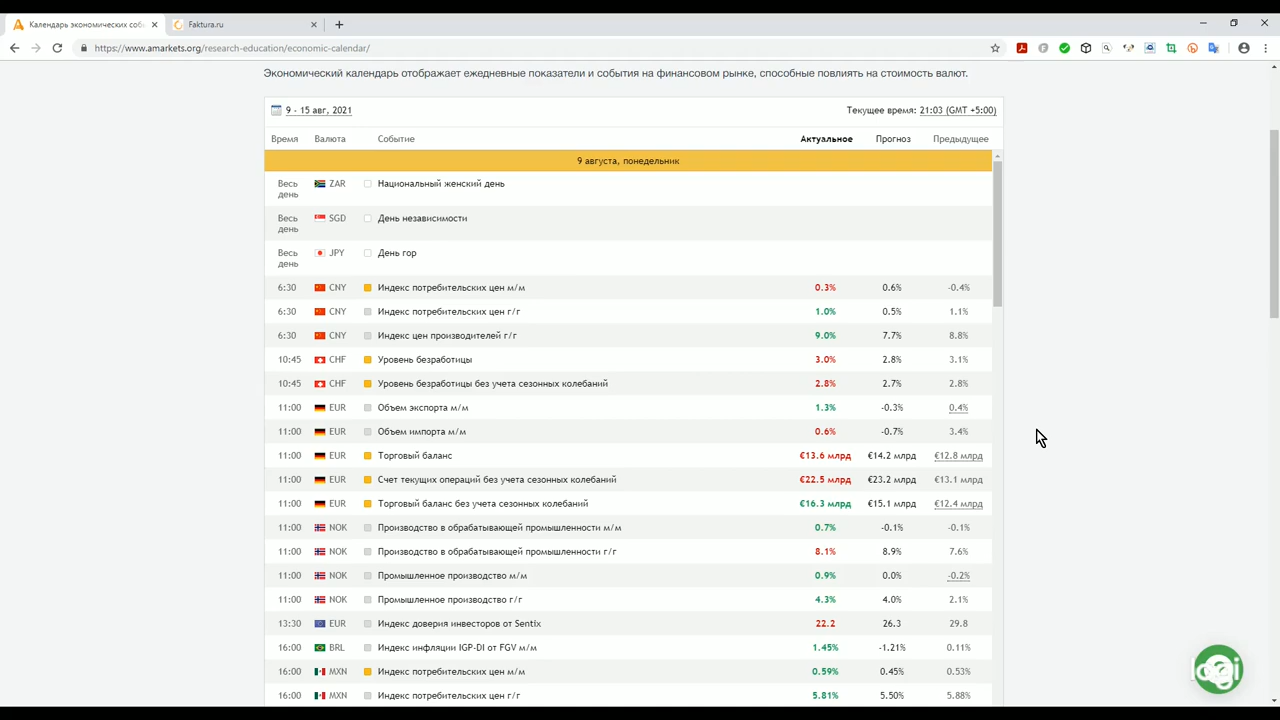 Календарь экономических соб
Faktura.ru
https://www.amarkets.org/research-education/economic-calendar/
Экономический календарь отображает ежедневные показатели и события на финансовом рынке, способные повлиять на стоимость валют.
9 - 15 авг, 2021 Текущее время: 21:03 (GMT +5:00)
Время Валюта Событие Актуальное Прогноз Предыдущее
9 августа, понедельник
Весь день ZAR Национальный женский день
Весь день SGD День независимости
Весь день JPY День гор
6:30 CNY Индекс потребительских цен м/м 0.3% 0.6% -0.4%
6:30 CNY Индекс потребительских цен г/г 1.0% 0.5% 1.1%
6:30 CNY Индекс цен производителей г/г 9.0% 7.7% 8.8%
10:45 CHF Уровень безработицы 3.0% 2.8% 3.1%
10:45 CHF Уровень безработицы без учета сезонных колебаний 2.8% 2.7% 2.8%
11:00 EUR Объем экспорта м/м 1.3% -0.3% 0.4%
11:00 EUR Объем импорта м/м 0.6% -0.7% 3.4%
11:00 EUR Торговый баланс €13.6 млрд €14.2 млрд €12.8 млрд
11:00 EUR Счет текущих операций без учета сезонных колебаний €22.5 млрд €23.2 млрд €13.1 млрд
11:00 EUR Торговый баланс без учета сезонных колебаний €16.3 млрд €15.1 млрд €12.4 млрд
11:00 NOK Производство в обрабатывающей промышленности м/м 0.7% -0.1% -0.1%
11:00 NOK Производство в обрабатывающей промышленности г/г 8.1% 8.9% 7.6%
11:00 NOK Промышленное производство м/м 0.9% 0.0% -0.2%
11:00 NOK Промышленное производство г/г 4.3% 4.0% 2.1%
13:30 EUR Индекс доверия инвесторов от Sentix 22.2 26.3 29.8
16:00 BRL Индекс инфляции IGP-DI от FGV м/м 1.45% -1.21% 0.11%
16:00 MXN Индекс потребительских цен м/м 0.59% 0.45% 0.53%
16:00 MXN Индекс потребительских цен г/г 5.81% 5.50% 5.88%
logi